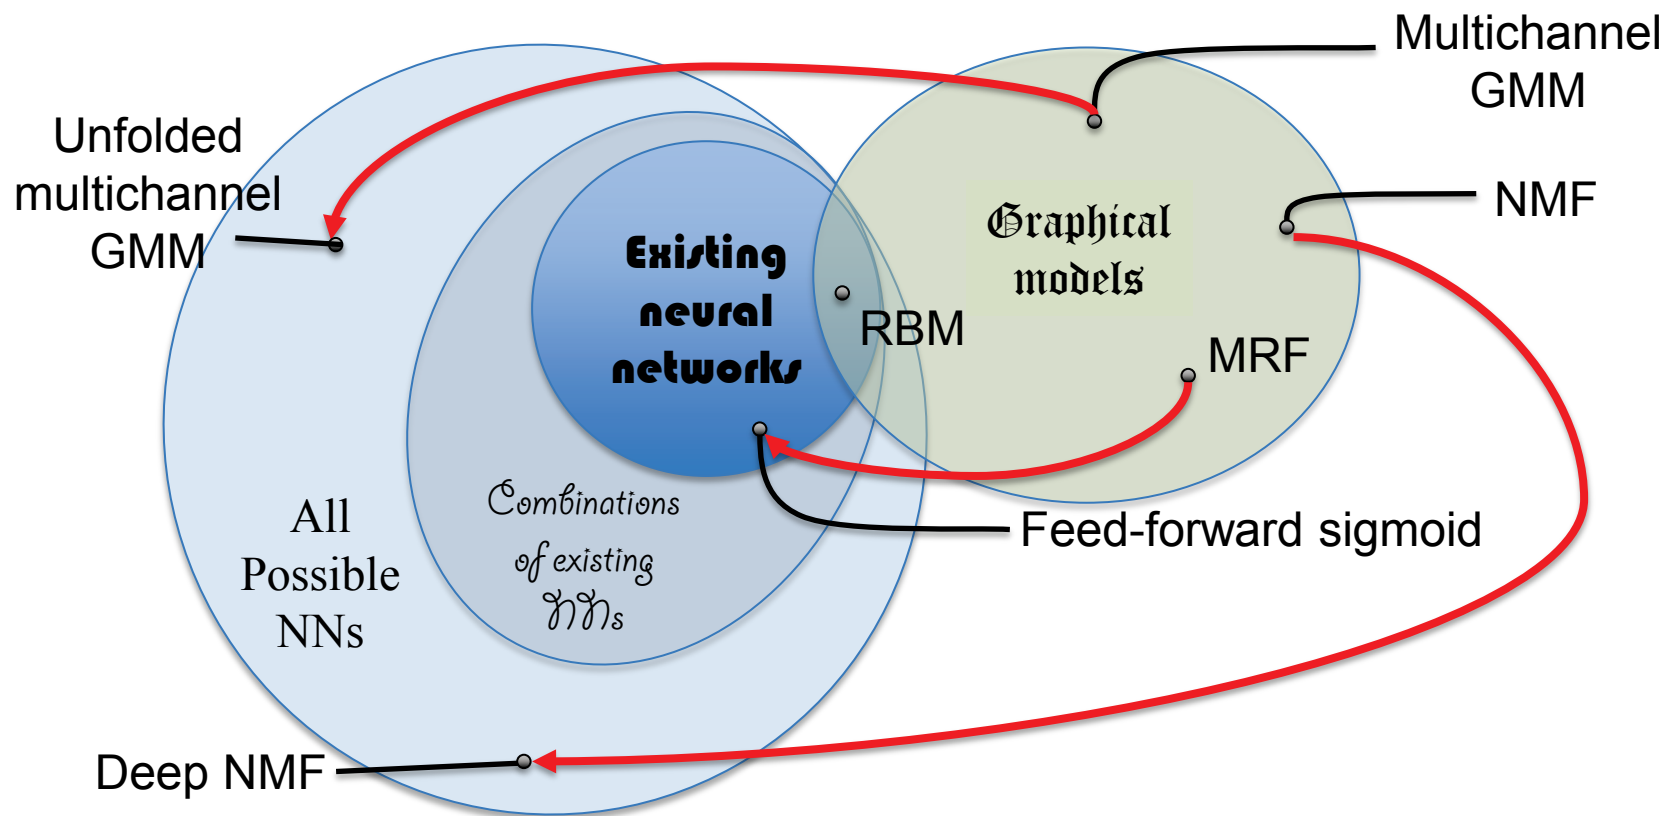 Multichannel
GMM
Unfolded
multichannel
GMM
NMF
Graphical
models
Existing
neural
networks
RBM
MRF
Combinations
of existing
NNs
All
Possible
NNs
Feed-forward sigmoid
Deep NMF